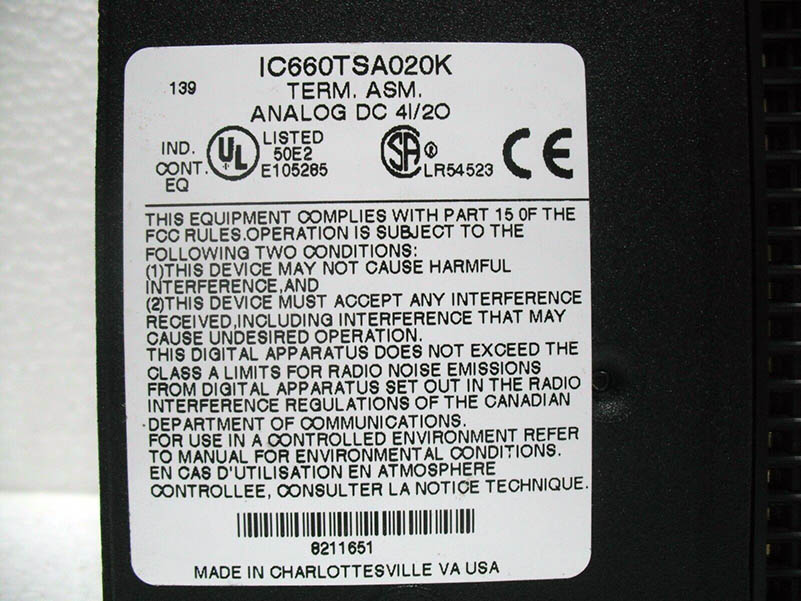 IC660TSA020K
139 TERM. ASM.
ANALOG DC 4I/2O
IND. CONT. EQ
UL LISTED
50E2
E105285
SA ® LR54523
CE
THIS EQUIPMENT COMPLIES WITH PART 15 OF THE
FCC RULES.OPERATION IS SUBJECT TO THE
FOLLOWING TWO CONDITIONS:
(1)THIS DEVICE MAY NOT CAUSE HARMFUL
INTERFERENCE,AND
(2)THIS DEVICE MUST ACCEPT ANY INTERFERENCE
RECEIVED,INCLUDING INTERFERENCE THAT MAY
CAUSE UNDESIRED OPERATION.
THIS DIGITAL APPARATUS DOES NOT EXCEED THE
CLASS A LIMITS FOR RADIO NOISE EMISSIONS
FROM DIGITAL APPARATUS SET OUT IN THE RADIO
INTERFERENCE REGULATIONS OF THE CANADIAN
DEPARTMENT OF COMMUNICATIONS.
FOR USE IN A CONTROLLED ENVIRONMENT REFER
TO MANUAL FOR ENVIRONMENTAL CONDITIONS.
EN CAS D'UTILISATION EN ATMOSPHERE
CONTROLLEE, CONSULTER LA NOTICE TECHNIQUE.
8211651
MADE IN CHARLOTTESVILLE VA USA